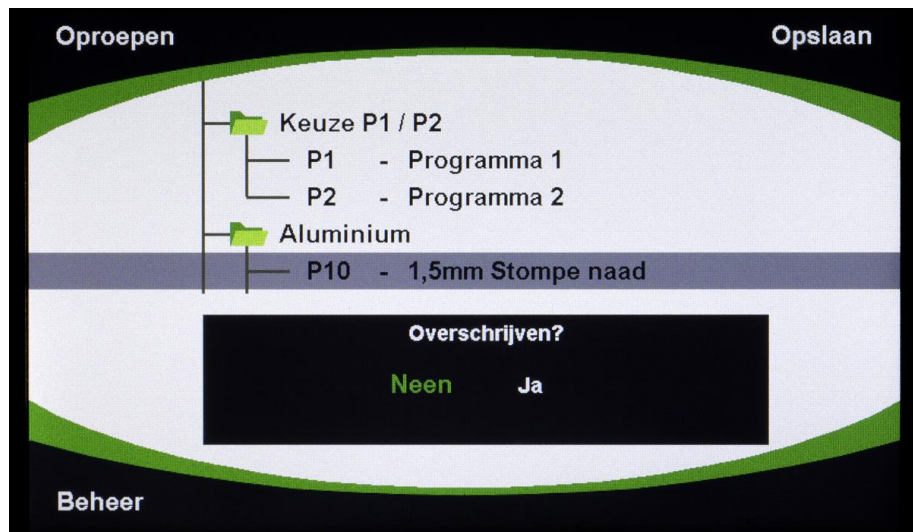 Oproepen
Opslaan
Keuze P1 / P2
P1 - Programma 1
P2 - Programma 2
Aluminium
P10 - 1,5mm Stompe naad
Overschrijven?
Neen Ja
Beheer